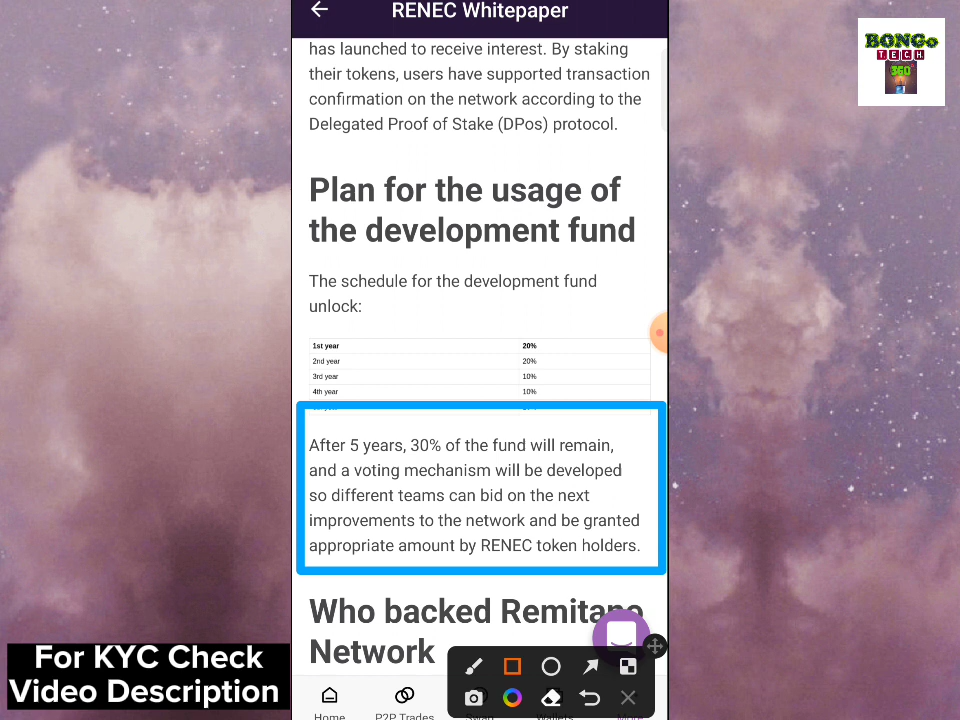 RENEC Whitepaper
BONGo
TECH
360
has launched to receive interest. By staking
their tokens, users have supported transaction
confirmation on the network according to the
Delegated Proof of Stake (DPos) protocol.
Plan for the usage of
the development fund
The schedule for the development fund
unlock:
1st year 20%
2nd year 20%
3rd year 10%
4th year 10%
After 5 years, 30% of the fund will remain,
and a voting mechanism will be developed
so different teams can bid on the next
improvements to the network and be granted
appropriate amount by RENEC token holders.
Who backed Remitano
Network
For KYC Check
Video Description
Home P2P Trades Swap Wallets More